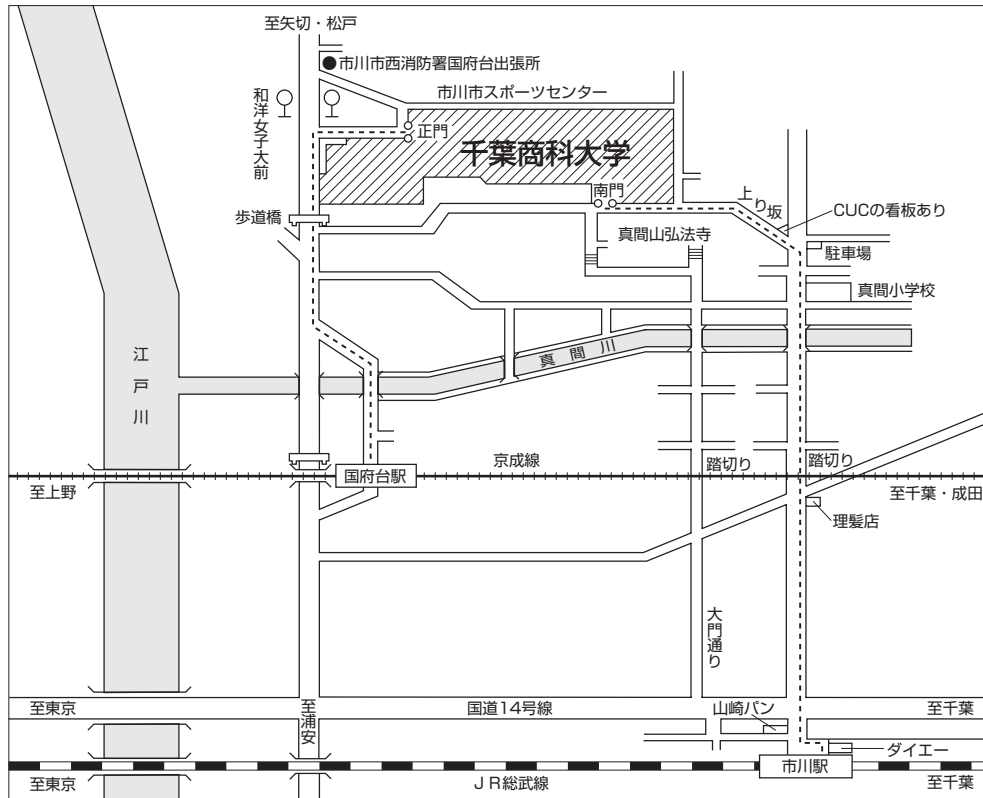 至矢切・松戸
市川市西消防署国府台出張所
和洋女子大前
市川市スポーツセンター
正門
千葉商科大学
南門
上り坂
CUCの看板あり
歩道橋
真間山弘法寺
駐車場
真間小学校
江戸川
真間川
京成線
踏切り
踏切り
国府台駅
至上野
至千葉・成田
理髪店
大門通り
至東京
至浦安
国道14号線
山崎パン
至千葉
ダイエー
市川駅
至東京
JR総武線
至千葉